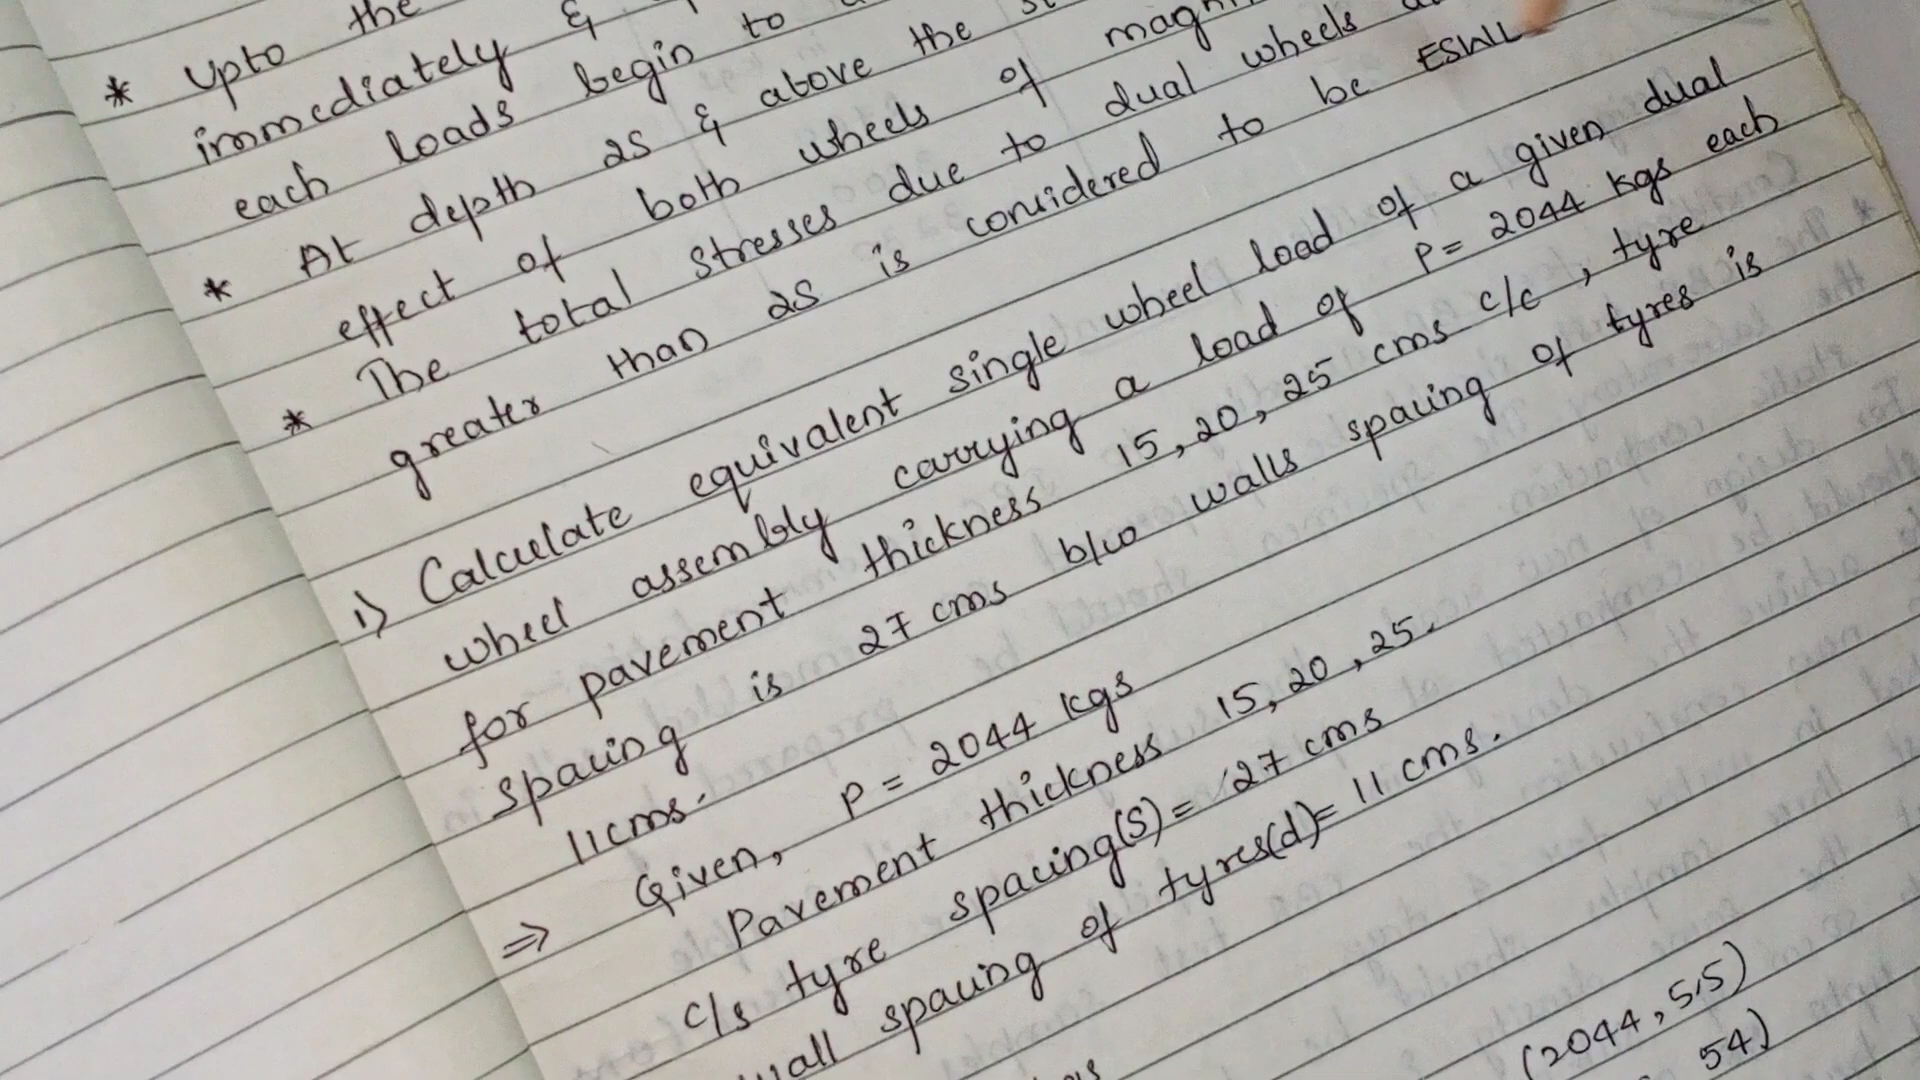 * Upto the
immediately &
each loads begin to
* At depth 2S & above the
effect of both wheels of
* The total stresses due to dual wheels
greater than 2S is considered to be ESWL
1) Calculate equivalent single wheel load of a given dual
wheel assembly carrying a load of P = 2044 kgs each
for pavement thickness 15, 20, 25 cms c/c, tyre
spacing is 27 cms b/w walls spacing of tyres is
11cms.
⇒ Given, P = 2044 kgs
Pavement thickness 15, 20, 25.
c/s tyre spacing(S) = 27 cms
wall spacing of tyres(d)= 11 cms.
(2044, 5.5)
54)